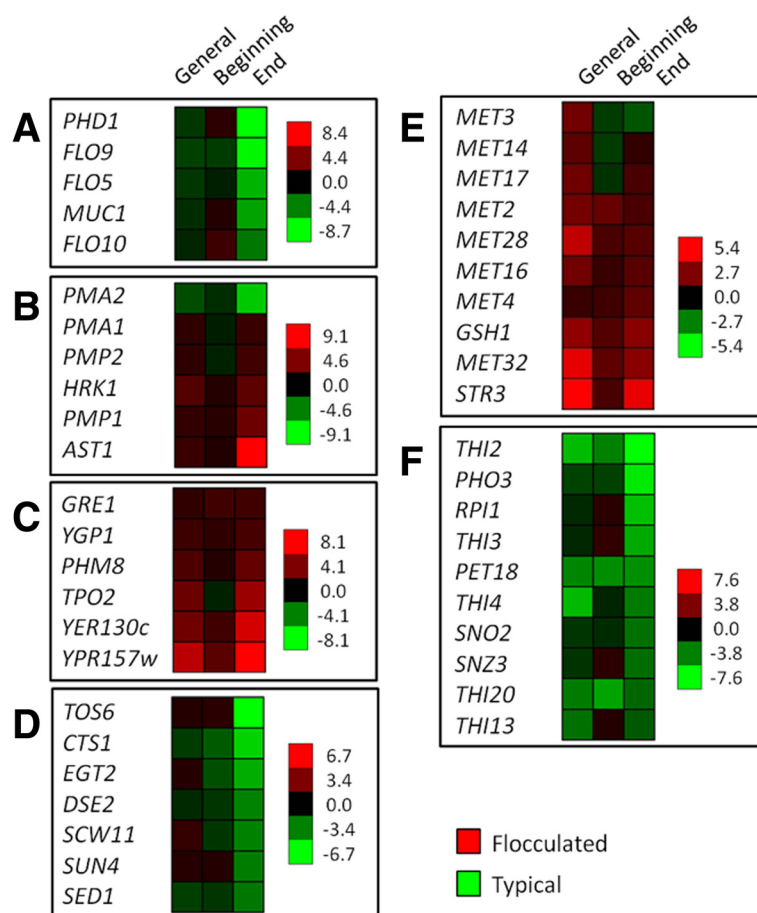 General Beginning End
A
PHD1
FLO9
FLO5
MUC1
FLO10
8.4
4.4
0.0
-4.4
-8.7
B
PMA2
PMA1
PMP2
HRK1
PMP1
AST1
9.1
4.6
0.0
-4.6
-9.1
C
GRE1
YGP1
PHM8
TPO2
YER130c
YPR157w
8.1
4.1
0.0
-4.1
-8.1
D
TOS6
CTS1
EGT2
DSE2
SCW11
SUN4
SED1
6.7
3.4
0.0
-3.4
-6.7
General Beginning End
E
MET3
MET14
MET17
MET2
MET28
MET16
MET4
GSH1
MET32
STR3
5.4
2.7
0.0
-2.7
-5.4
F
THI2
PHO3
RPI1
THI3
PET18
THI4
SNO2
SNZ3
THI20
THI13
7.6
3.8
0.0
-3.8
-7.6
Flocculated
Typical